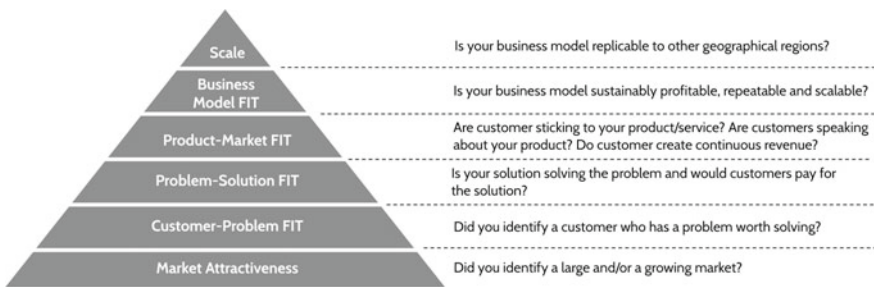 Scale
Is your business model replicable to other geographical regions?
Business
Model FIT
Is your business model sustainably profitable, repeatable and scalable?
Product-Market FIT
Are customer sticking to your product/service? Are customers speaking
about your product? Do customer create continuous revenue?
Problem-Solution FIT
Is your solution solving the problem and would customers pay for
the solution?
Customer-Problem FIT
Did you identify a customer who has a problem worth solving?
Market Attractiveness
Did you identify a large and/or a growing market?